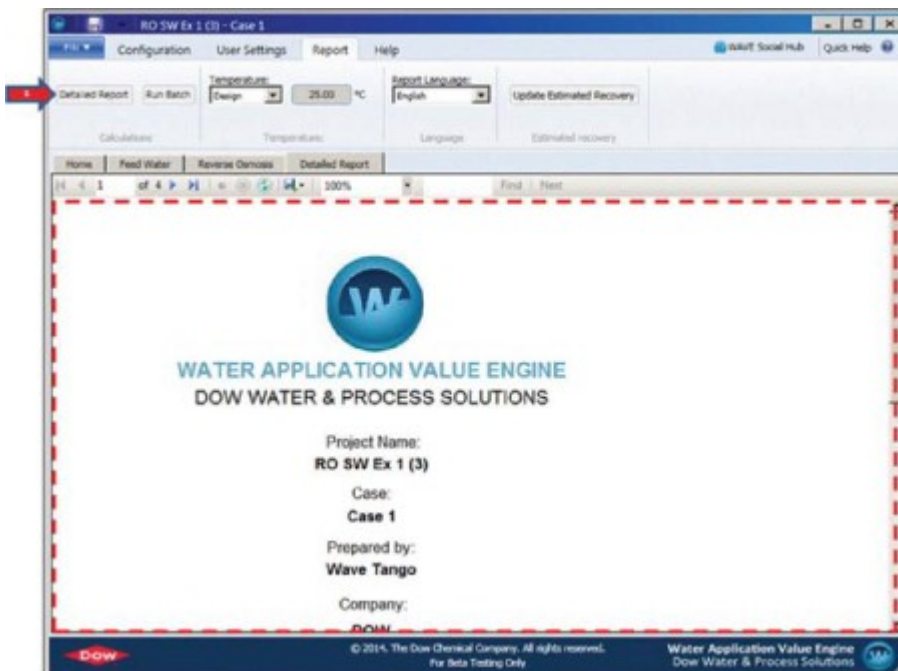 RO SW Ex 1 (3) - Case 1
File Configuration User Settings Report Help WAVE Social Hub Quick Help
1
Detailed Report Run Batch Temperature: Design 25.00 °C Report Language: English Update Estimated Recovery
Calculations Temperature Language Estimated recovery
Home Feed Water Reverse Osmosis Detailed Report
1 of 4 100% Find Next
W
WATER APPLICATION VALUE ENGINE
DOW WATER & PROCESS SOLUTIONS
Project Name:
RO SW Ex 1 (3)
Case:
Case 1
Prepared by:
Wave Tango
Company:
DOW
Dow © 2014. The Dow Chemical Company. All rights reserved. Water Application Value Engine
For Beta Testing Only Dow Water & Process Solutions